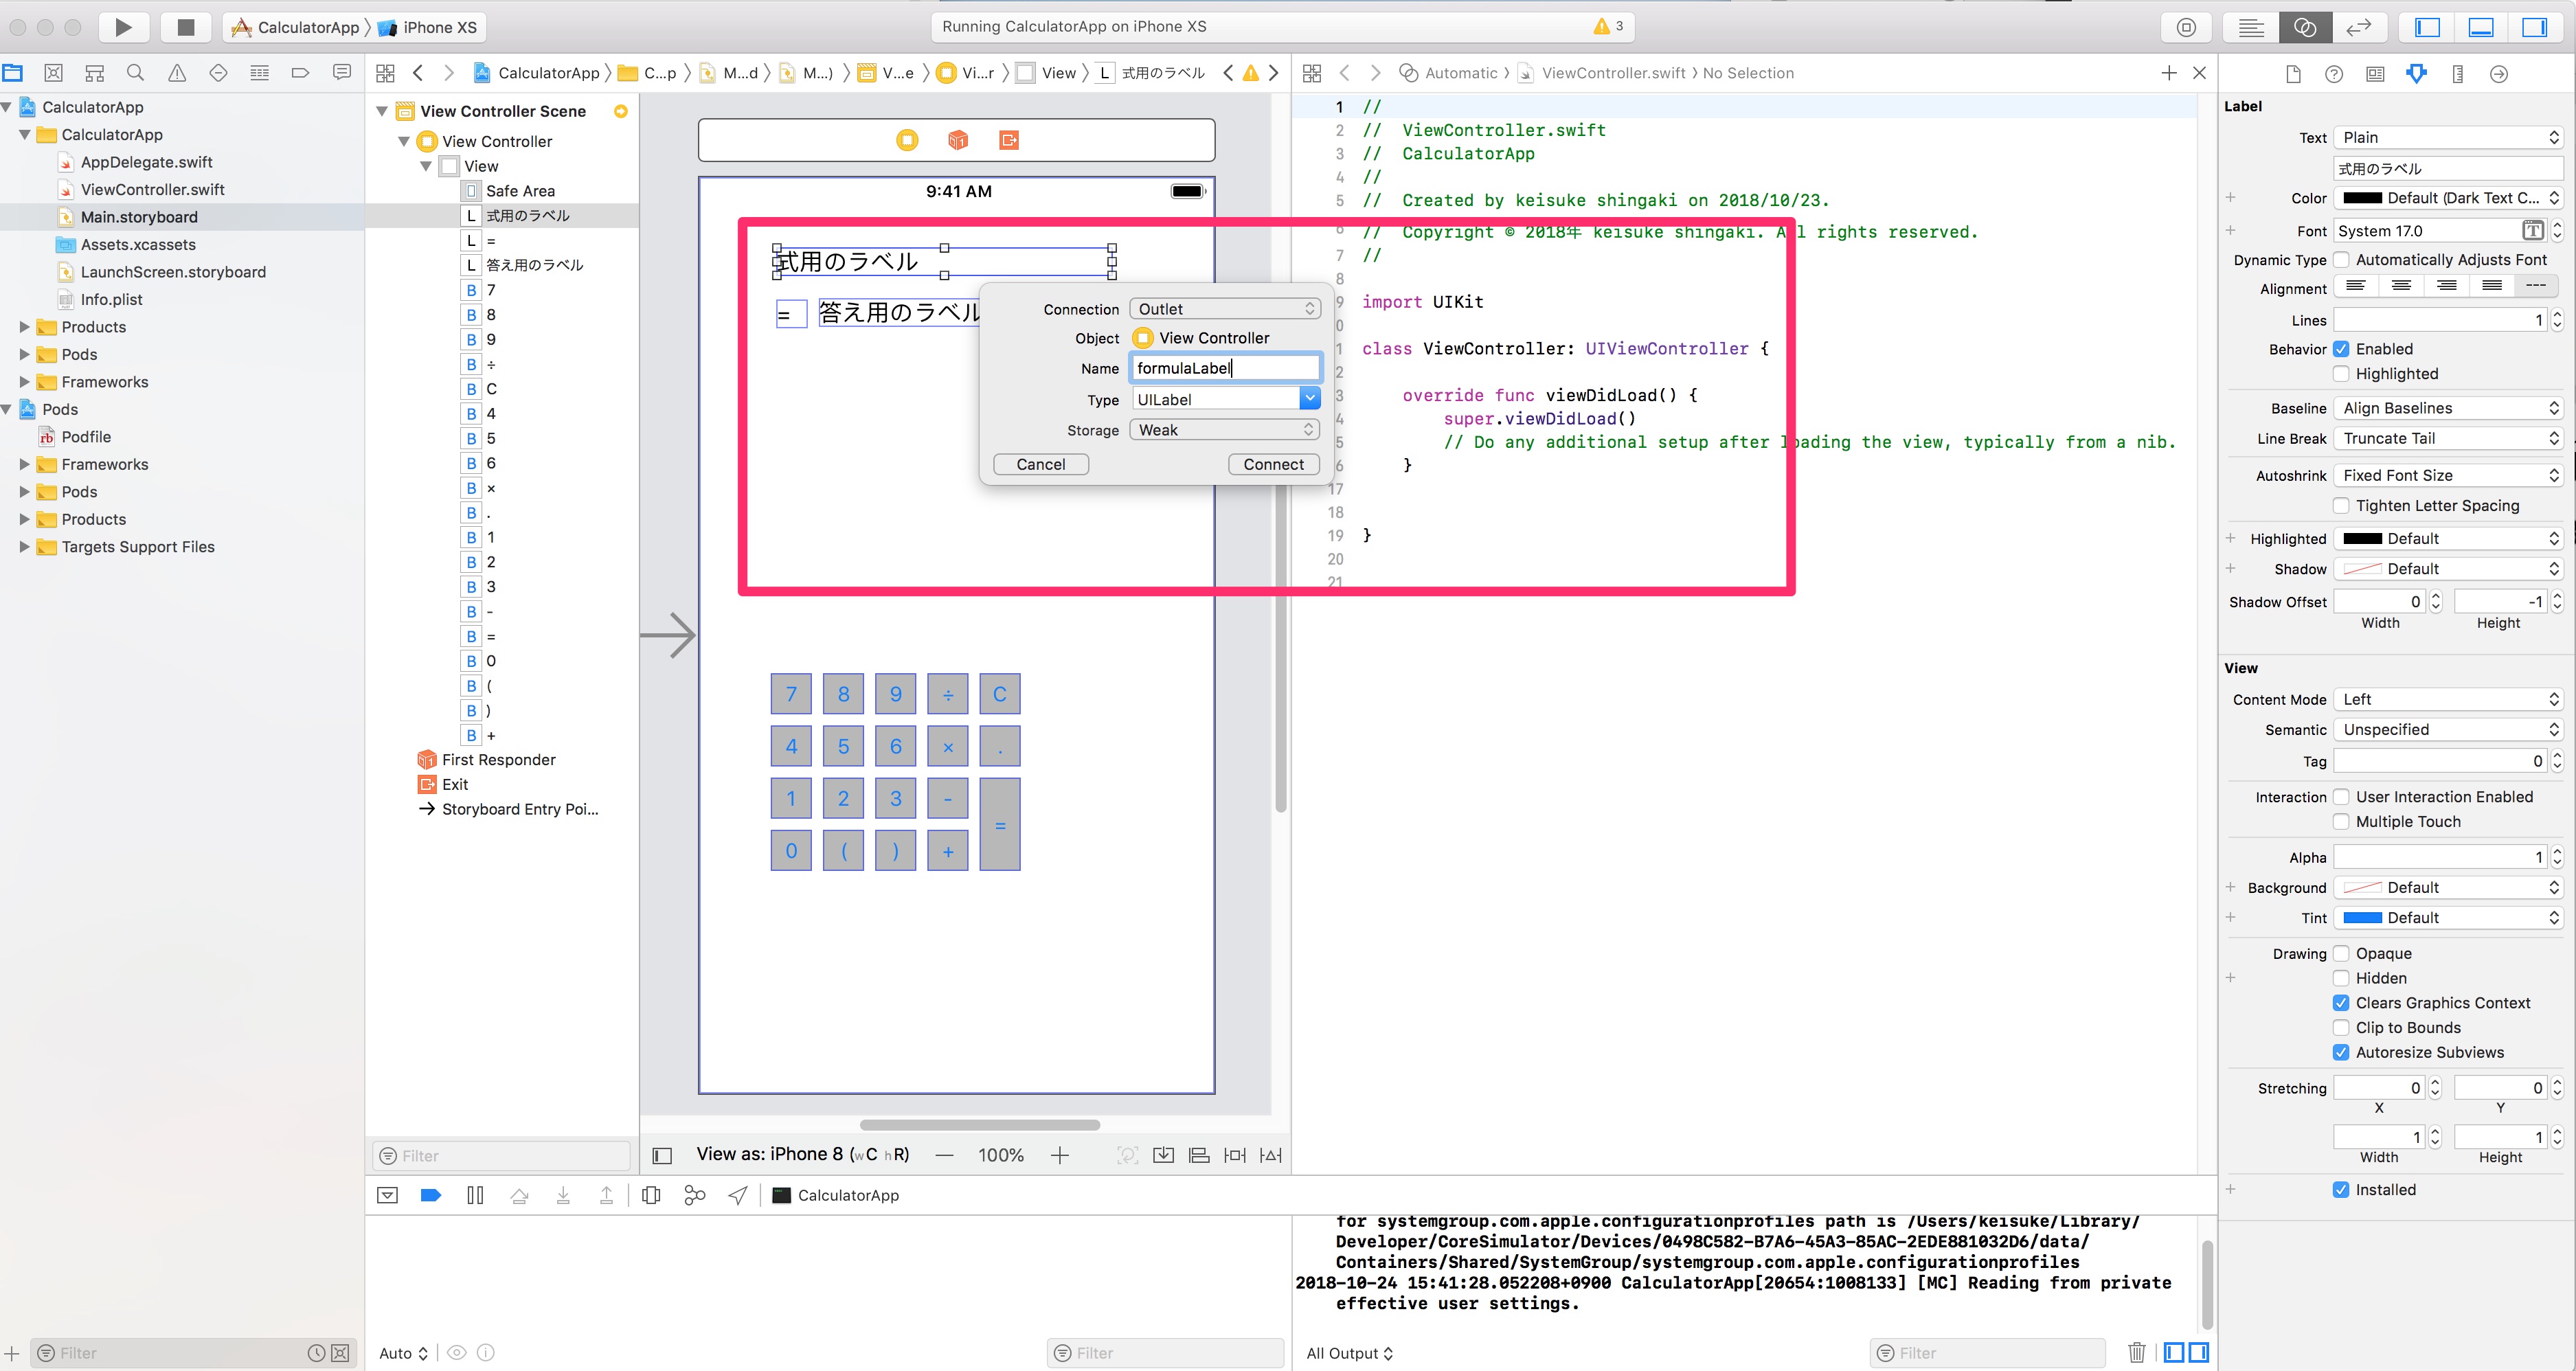 CalculatorApp 〉 iPhone XS
Running CalculatorApp on iPhone XS
3
CalculatorApp 〉 C...p 〉 M...d 〉 M...) 〉 V...e 〉 Vi...r 〉 View 〉 L 式用のラベル
Automatic 〉 ViewController.swift 〉 No Selection
CalculatorApp
CalculatorApp
AppDelegate.swift
ViewController.swift
Main.storyboard
Assets.xcassets
LaunchScreen.storyboard
Info.plist
Products
Pods
Frameworks
Pods
rb Podfile
Frameworks
Pods
Products
Targets Support Files
Filter
View Controller Scene
View Controller
View
Safe Area
L 式用のラベル
L =
L 答え用のラベル
B 7
B 8
B 9
B ÷
B C
B 4
B 5
B 6
B ×
B .
B 1
B 2
B 3
B -
B =
B 0
B (
B )
B +
First Responder
Exit
Storyboard Entry Poi...
Filter
9:41 AM
式用のラベル
= 答え用のラベル
Connection Outlet
Object View Controller
Name formulaLabel
Type UILabel
Storage Weak
Cancel Connect
7 8 9 ÷ C
4 5 6 × .
1 2 3 - =
0 ( ) +
View as: iPhone 8 (wC hR) — 100% +
1 //
2 // ViewController.swift
3 // CalculatorApp
4 //
5 // Created by keisuke shingaki on 2018/10/23.
6 // Copyright © 2018年 keisuke shingaki. All rights reserved.
7 //
8
9 import UIKit
0
1 class ViewController: UIViewController {
2
3 override func viewDidLoad() {
4 super.viewDidLoad()
5 // Do any additional setup after loading the view, typically from a nib.
6 }
17
18
19 }
20
21
CalculatorApp
for systemgroup.com.apple.configurationprofiles path is /Users/keisuke/Library/
Developer/CoreSimulator/Devices/0498C582-B7A6-45A3-85AC-2EDE881032D6/data/
Containers/Shared/SystemGroup/systemgroup.com.apple.configurationprofiles
2018-10-24 15:41:28.052208+0900 CalculatorApp[20654:1008133] [MC] Reading from private
effective user settings.
Auto
Filter
All Output
Filter
Label
Text Plain
式用のラベル
Color Default (Dark Text C...
Font System 17.0 T
Dynamic Type Automatically Adjusts Font
Alignment ---
Lines 1
Behavior Enabled
Highlighted
Baseline Align Baselines
Line Break Truncate Tail
Autoshrink Fixed Font Size
Tighten Letter Spacing
Highlighted Default
Shadow Default
Shadow Offset 0 -1
Width Height
View
Content Mode Left
Semantic Unspecified
Tag 0
Interaction User Interaction Enabled
Multiple Touch
Alpha 1
Background Default
Tint Default
Drawing Opaque
Hidden
Clears Graphics Context
Clip to Bounds
Autoresize Subviews
Stretching 0 0
X Y
1 1
Width Height
Installed